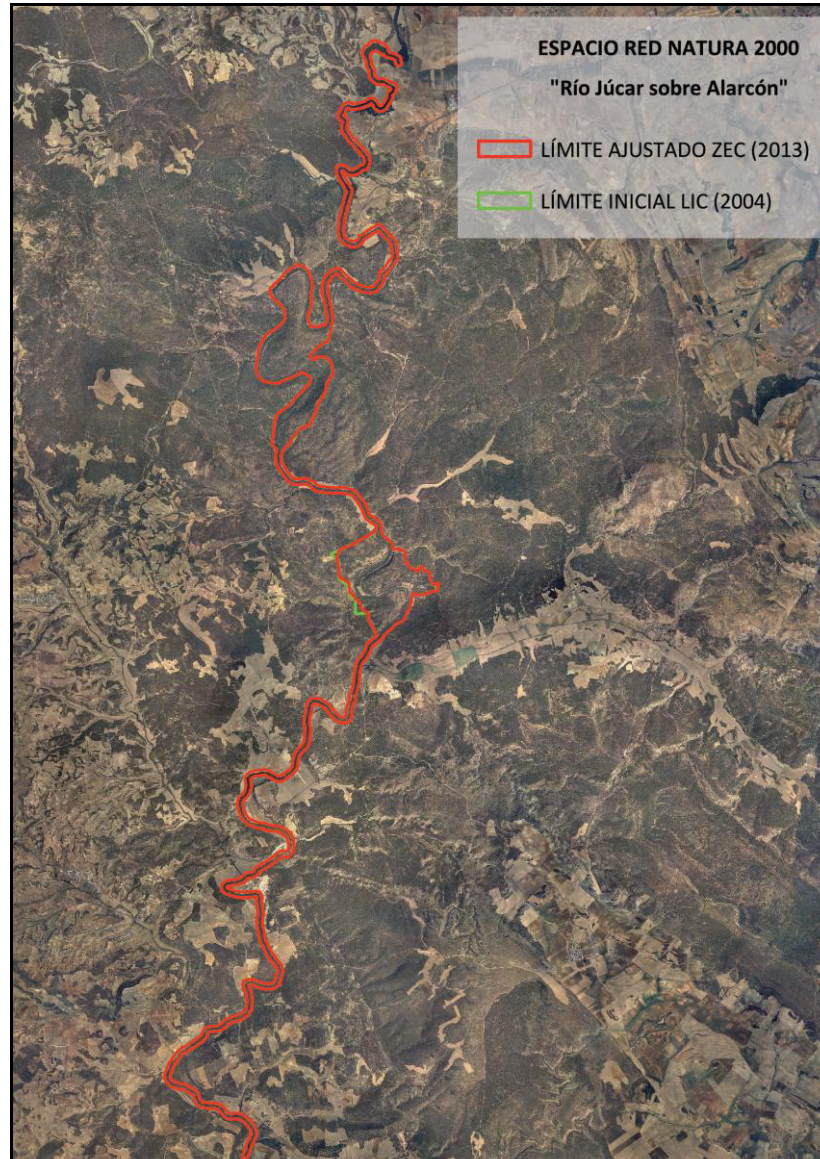 ESPACIO RED NATURA 2000
"Río Júcar sobre Alarcón"
LÍMITE AJUSTADO ZEC (2013)
LÍMITE INICIAL LIC (2004)